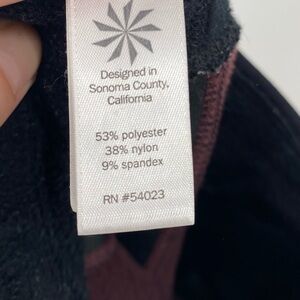 Designed in
Sonoma County,
California
53% polyester
38% nylon
9% spandex
RN #54023